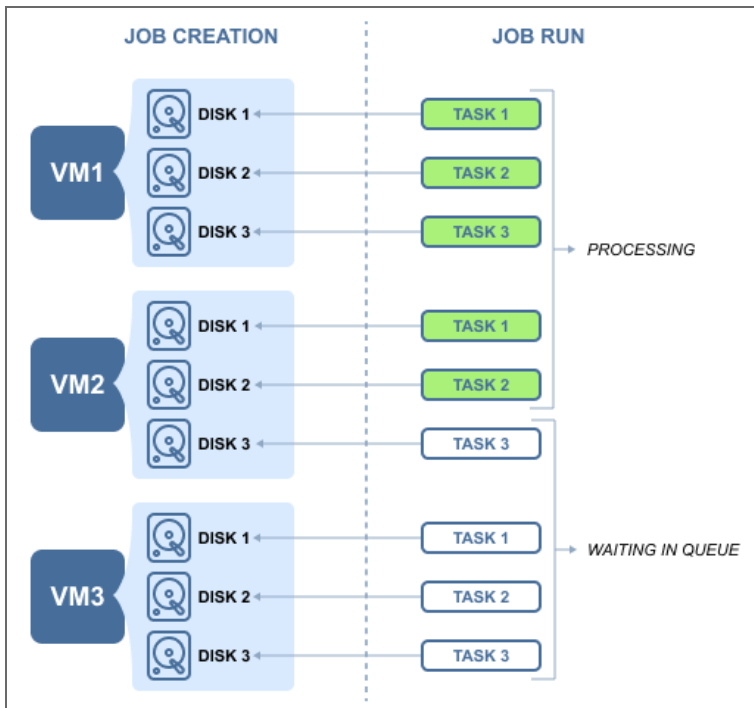 JOB CREATION
JOB RUN
VM1
DISK 1
TASK 1
DISK 2
TASK 2
DISK 3
TASK 3
PROCESSING
VM2
DISK 1
TASK 1
DISK 2
TASK 2
DISK 3
TASK 3
WAITING IN QUEUE
VM3
DISK 1
TASK 1
DISK 2
TASK 2
DISK 3
TASK 3